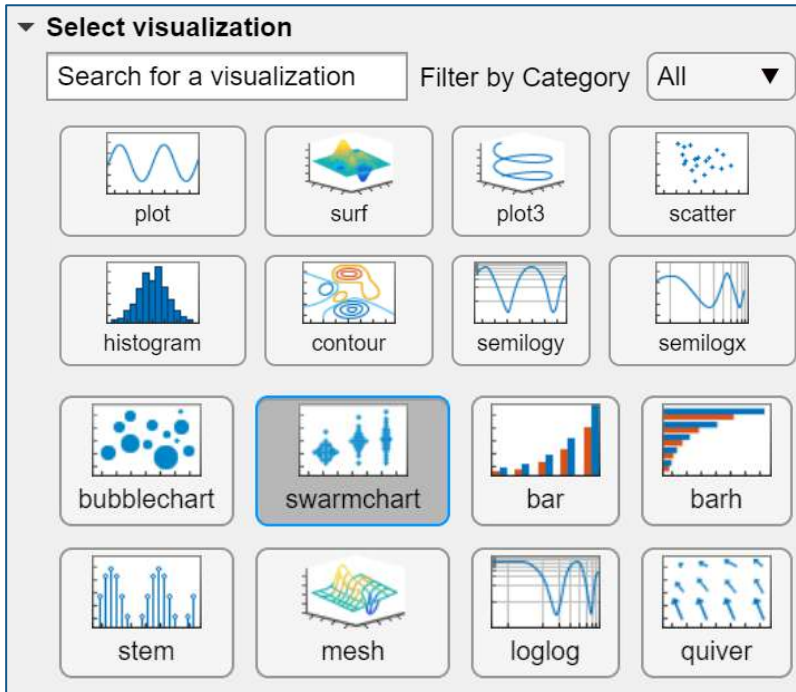 Select visualization
Search for a visualization Filter by Category All
plot surf plot3 scatter
histogram contour semilogy semilogx
bubblechart swarmchart bar barh
stem mesh loglog quiver